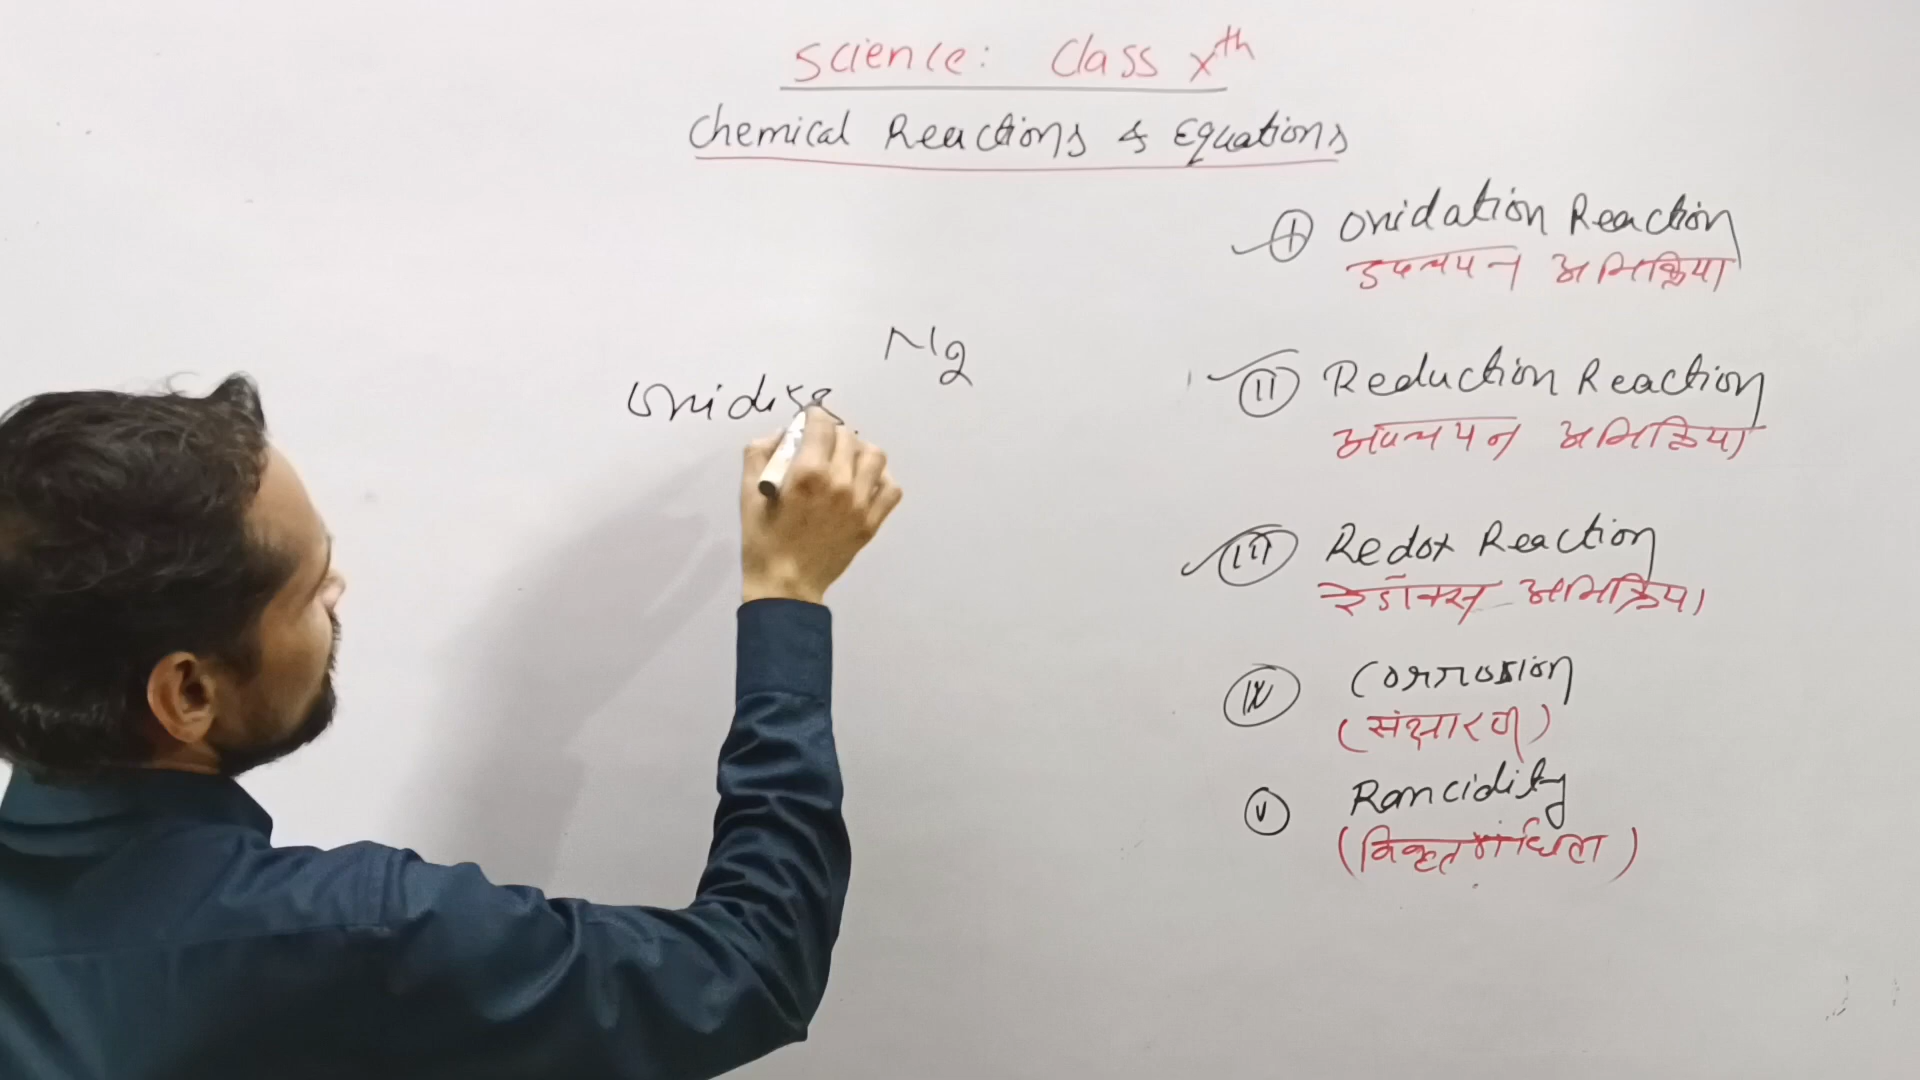 Science: Class Xth
Chemical Reactions & Equations
(I) Oxidation Reaction
उपचयन अभिक्रिया
(II) Reduction Reaction
अपचयन अभिक्रिया
(III) Redox Reaction
रेडॉक्स अभिक्रिया
(IV) Corrosion
(संक्षारण)
(V) Rancidity
(विकृतगंधिता)
Mg
Oxidise